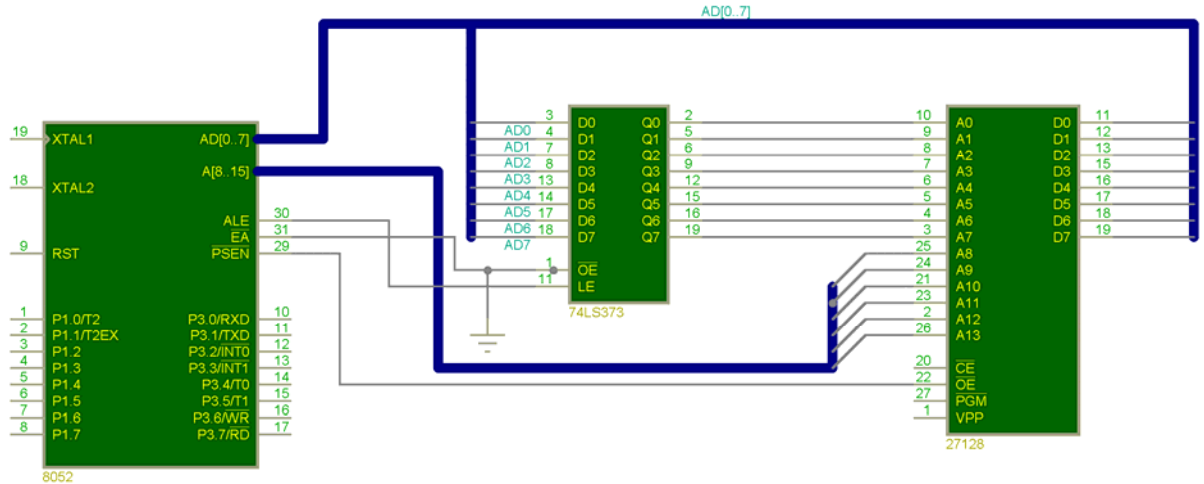 AD[0..7]
19 XTAL1
AD[0..7]
A[8..15]
18 XTAL2
ALE 30
EA 31
9 RST
PSEN 29
1 P1.0/T2
P3.0/RXD 10
2 P1.1/T2EX
P3.1/TXD 11
3 P1.2
P3.2/INT0 12
4 P1.3
P3.3/INT1 13
5 P1.4
P3.4/T0 14
6 P1.5
P3.5/T1 15
7 P1.6
P3.6/WR 16
8 P1.7
P3.7/RD 17
8052
3 D0 Q0 2
AD0 4 D1 Q1 5
AD1 7 D2 Q2 6
AD2 8 D3 Q3 9
AD3 13 D4 Q4 12
AD4 14 D5 Q5 15
AD5 17 D6 Q6 16
AD6 18 D7 Q7 19
AD7
1 OE
11 LE
74LS373
10 A0 D0 11
9 A1 D1 12
8 A2 D2 13
7 A3 D3 15
6 A4 D4 16
5 A5 D5 17
4 A6 D6 18
3 A7 D7 19
25 A8
24 A9
21 A10
23 A11
2 A12
26 A13
20 CE
22 OE
27 PGM
1 VPP
27128